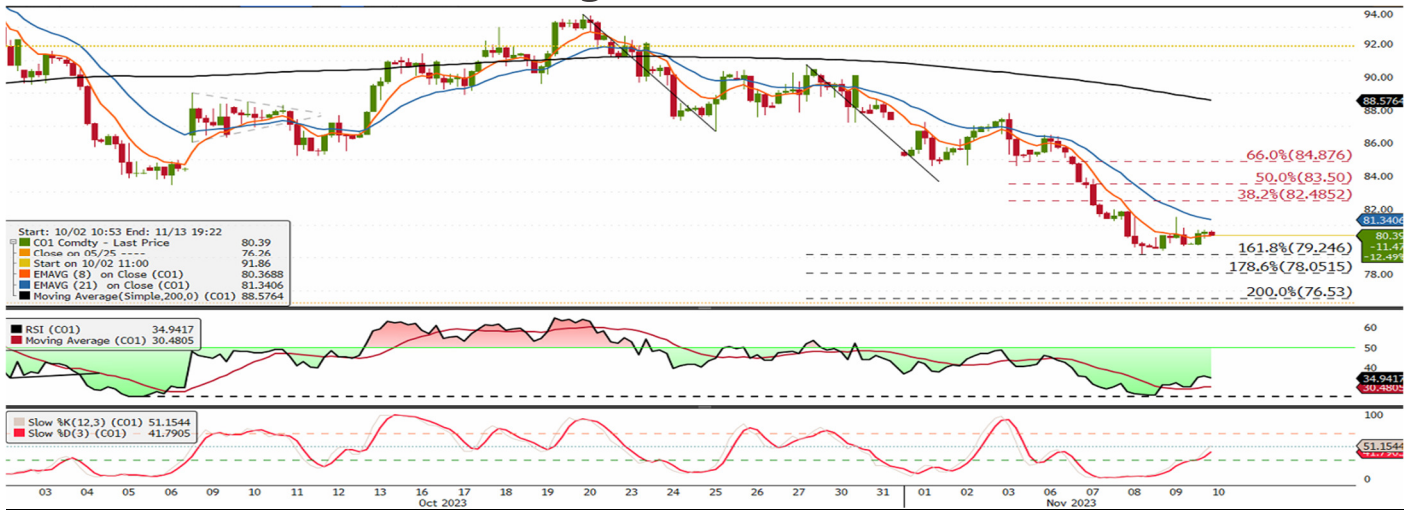 94.00
92.00
90.00
88.5764
88.00
86.00
66.0%(84.876)
50.0%(83.50)
84.00
38.2%(82.4852)
82.00
81.3406
80.39
-11.47
-12.49%
161.8%(79.246)
178.6%(78.0515)
78.00
200.0%(76.53)
Start: 10/02 10:53 End: 11/13 19:22
CO1 Comdty - Last Price 80.39
Close on 05/25 ---- 76.26
Start on 10/02 11:00 91.86
EMAVG (8) on Close (CO1) 80.3688
EMAVG (21) on Close (CO1) 81.3406
Moving Average(Simple,200,0) (CO1) 88.5764
RSI (CO1) 34.9417
Moving Average (CO1) 30.4805
60
50
40
34.9417
30.4805
Slow %K(12,3) (CO1) 51.1544
Slow %D(3) (CO1) 41.7905
100
51.1544
41.7905
0
03 04 05 06 09 10 11 12 13 16 17 18 19 20 23 24 25 26 27 30 31 01 02 03 06 07 08 09 10
Oct 2023 Nov 2023